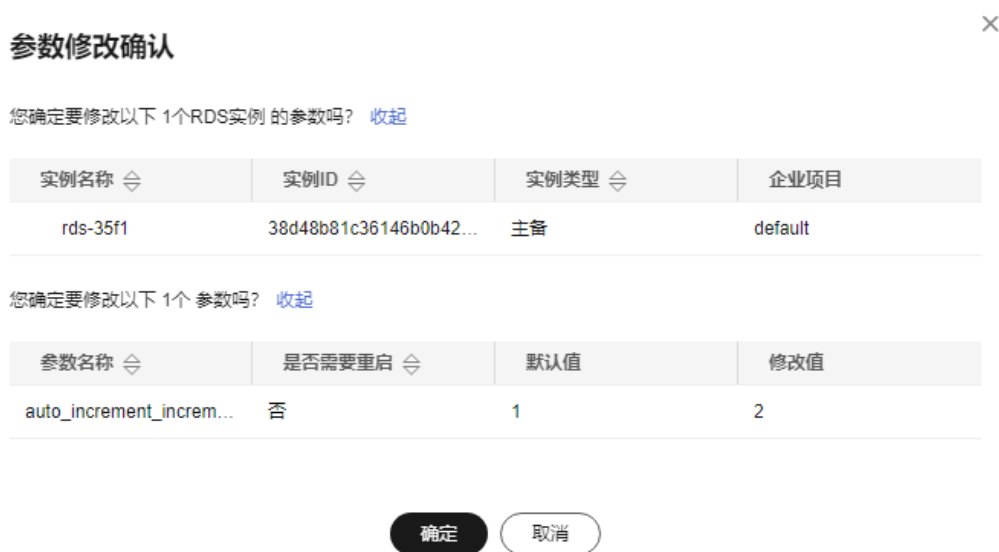 参数修改确认
您确定要修改以下 1个RDS实例 的参数吗？ 收起
实例名称 实例ID 实例类型 企业项目
rds-35f1 38d48b81c36146b0b42... 主备 default
您确定要修改以下 1个 参数吗？ 收起
参数名称 是否需要重启 默认值 修改值
auto_increment_increm... 否 1 2
确定 取消